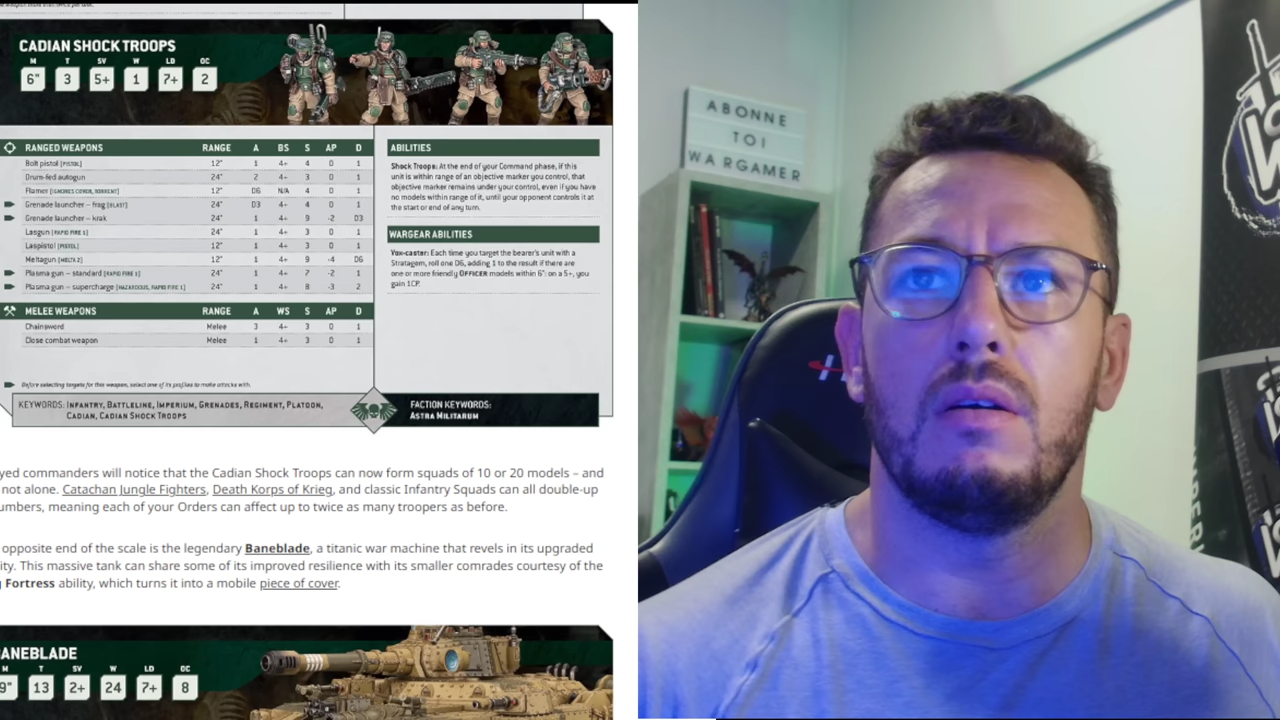 CADIAN SHOCK TROOPS
M T SV W LD OC
6" 3 5+ 1 7+ 2
RANGED WEAPONS RANGE A BS S AP D
Bolt pistol [PISTOL] 12" 1 4+ 4 0 1
Drum-fed autogun 24" 2 4+ 3 0 1
Flamer [IGNORES COVER, TORRENT] 12" D6 N/A 4 0 1
Grenade launcher – frag [BLAST] 24" D3 4+ 4 0 1
Grenade launcher – krak 24" 1 4+ 9 -2 D3
Lasgun [RAPID FIRE 1] 24" 1 4+ 3 0 1
Laspistol [PISTOL] 12" 1 4+ 3 0 1
Meltagun [MELTA 2] 12" 1 4+ 9 -4 D6
Plasma gun – standard [RAPID FIRE 1] 24" 1 4+ 7 -2 1
Plasma gun – supercharge [HAZARDOUS, RAPID FIRE 1] 24" 1 4+ 8 -3 2
MELEE WEAPONS RANGE A WS S AP D
Chainsword Melee 3 4+ 3 0 1
Close combat weapon Melee 1 4+ 3 0 1
Before selecting targets for this weapon, select one of its profiles to make attacks with.
ABILITIES
Shock Troops: At the end of your Command phase, if this
unit is within range of an objective marker you control, that
objective marker remains under your control, even if you have
no models within range of it, until your opponent controls it at
the start or end of any turn.
WARGEAR ABILITIES
Vox-caster: Each time you target the bearer's unit with a
Stratagem, roll one D6, adding 1 to the result if there are
one or more friendly OFFICER models within 6": on a 5+, you
gain 1CP.
KEYWORDS: INFANTRY, BATTLELINE, IMPERIUM, GRENADES, REGIMENT, PLATOON,
CADIAN, CADIAN SHOCK TROOPS
FACTION KEYWORDS:
ASTRA MILITARUM
yed commanders will notice that the Cadian Shock Troops can now form squads of 10 or 20 models – and
not alone. Catachan Jungle Fighters, Death Korps of Krieg, and classic Infantry Squads can all double-up
umbers, meaning each of your Orders can affect up to twice as many troopers as before.
opposite end of the scale is the legendary Baneblade, a titanic war machine that revels in its upgraded
ity. This massive tank can share some of its improved resilience with its smaller comrades courtesy of the
Fortress ability, which turns it into a mobile piece of cover.
ANEBLADE
M T SV W LD OC
9" 13 2+ 24 7+ 8
ABONNE
TOI
WARGAMER